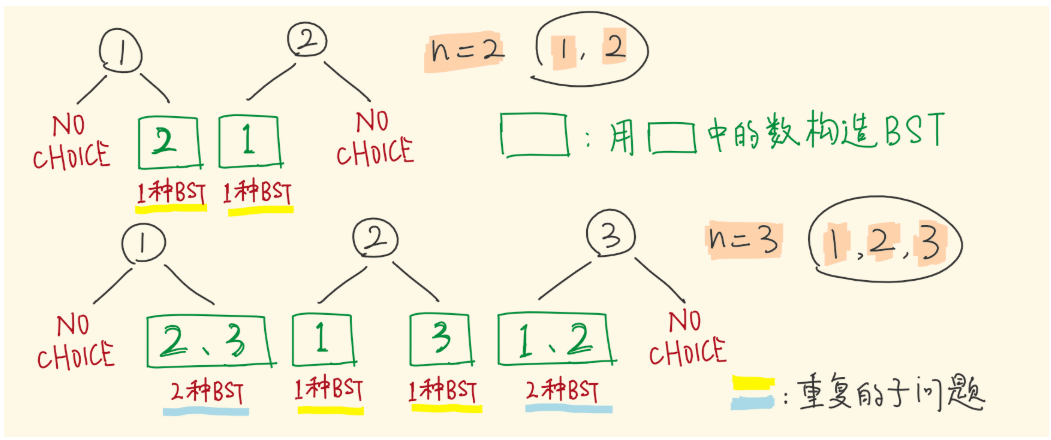 1 2 n=2 1, 2
NO CHOICE 2 1 NO CHOICE
□:用□中的数构造BST
1种BST 1种BST
1 2 3 n=3 1,2,3
NO CHOICE 2、3 1 3 1、2 NO CHOICE
2种BST 1种BST 1种BST 2种BST
:重复的子问题